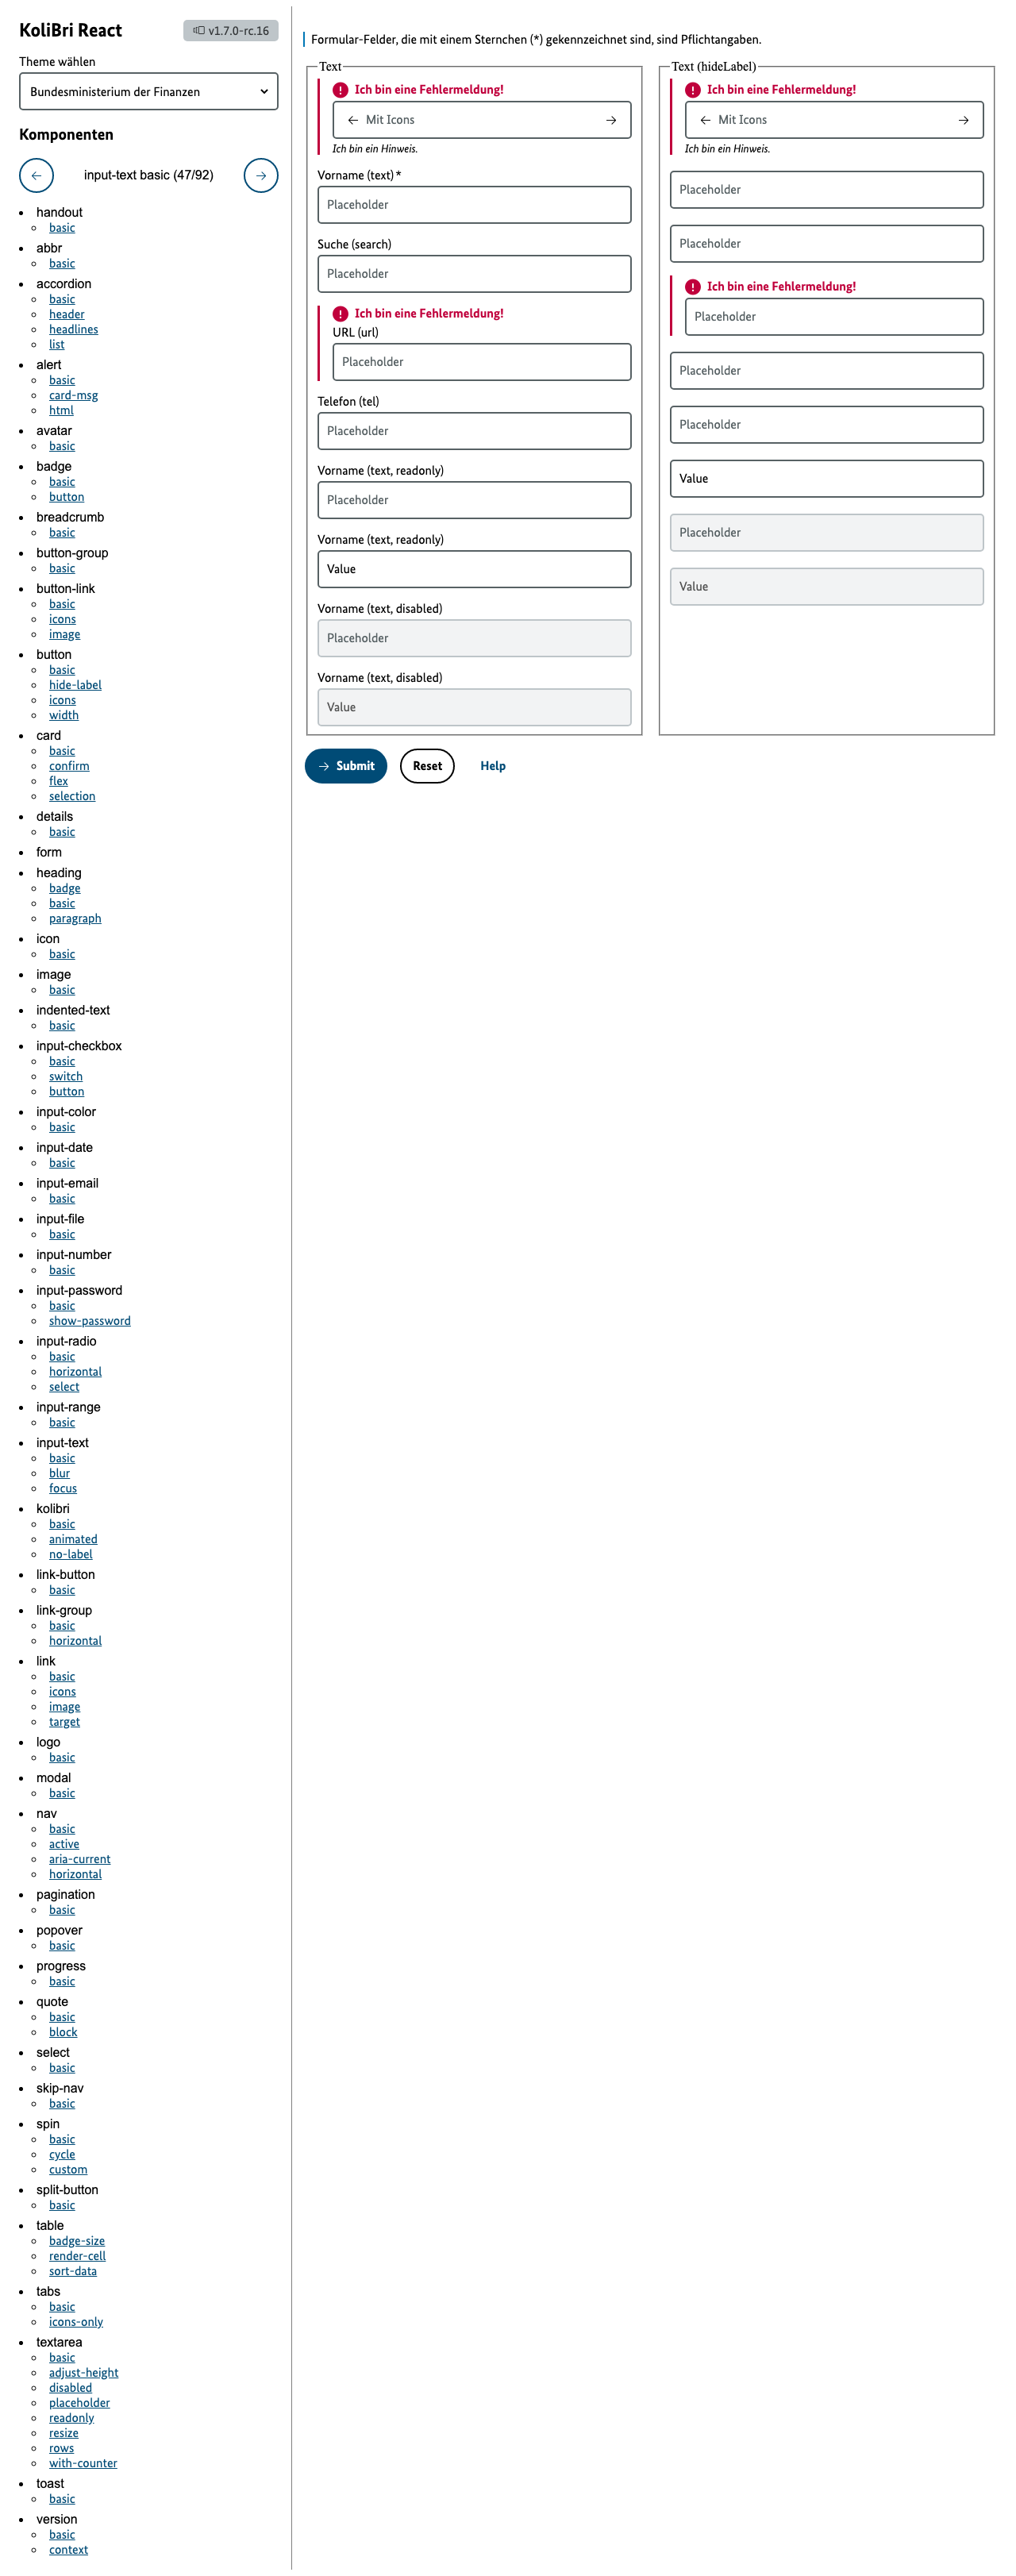 KoliBri React
v1.7.0-rc.16
Theme wählen
Bundesministerium der Finanzen
Komponenten
← input-text basic (47/92) →
handout
basic
abbr
basic
accordion
basic
header
headlines
list
alert
basic
card-msg
html
avatar
basic
badge
basic
button
breadcrumb
basic
button-group
basic
button-link
basic
icons
image
button
basic
hide-label
icons
width
card
basic
confirm
flex
selection
details
basic
form
heading
badge
basic
paragraph
icon
basic
image
basic
indented-text
basic
input-checkbox
basic
switch
button
input-color
basic
input-date
basic
input-email
basic
input-file
basic
input-number
basic
input-password
basic
show-password
input-radio
basic
horizontal
select
input-range
basic
input-text
basic
blur
focus
kolibri
basic
animated
no-label
link-button
basic
link-group
basic
horizontal
link
basic
icons
image
target
logo
basic
modal
basic
nav
basic
active
aria-current
horizontal
pagination
basic
popover
basic
progress
basic
quote
basic
block
select
basic
skip-nav
basic
spin
basic
cycle
custom
split-button
basic
table
badge-size
render-cell
sort-data
tabs
basic
icons-only
textarea
basic
adjust-height
disabled
placeholder
readonly
resize
rows
with-counter
toast
basic
version
basic
context
Formular-Felder, die mit einem Sternchen (*) gekennzeichnet sind, sind Pflichtangaben.
Text
Ich bin eine Fehlermeldung!
← Mit Icons →
Ich bin ein Hinweis.
Vorname (text) *
Placeholder
Suche (search)
Placeholder
Ich bin eine Fehlermeldung!
URL (url)
Placeholder
Telefon (tel)
Placeholder
Vorname (text, readonly)
Placeholder
Vorname (text, readonly)
Value
Vorname (text, disabled)
Placeholder
Vorname (text, disabled)
Value
Text (hideLabel)
Ich bin eine Fehlermeldung!
← Mit Icons →
Ich bin ein Hinweis.
Placeholder
Placeholder
Ich bin eine Fehlermeldung!
Placeholder
Placeholder
Placeholder
Value
Placeholder
Value
→ Submit
Reset
Help